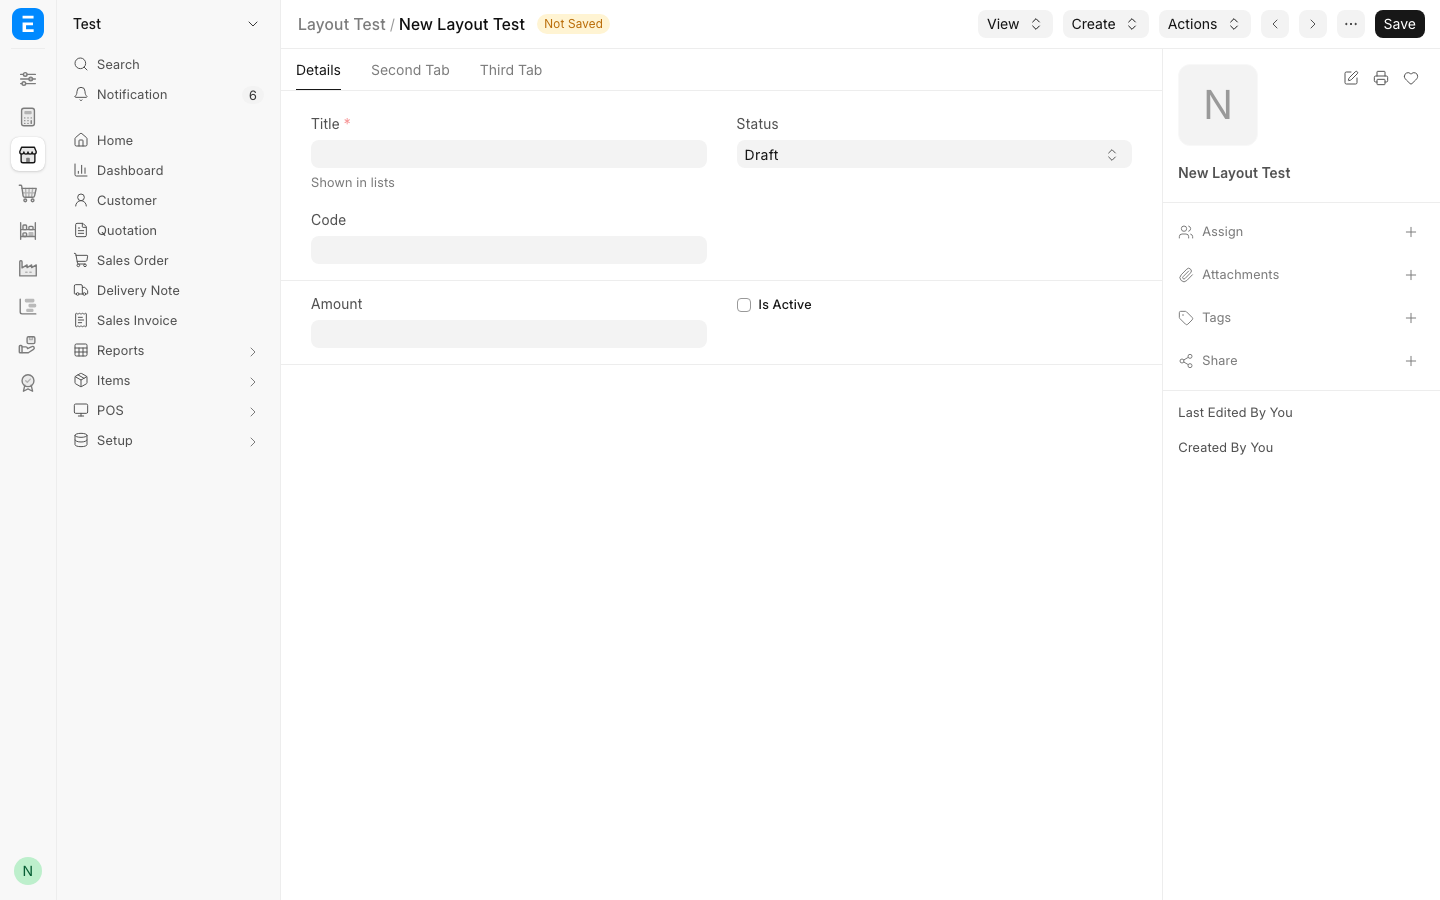 Test
Layout Test / New Layout Test
Not Saved
View
Create
Actions
Save
Search
Notification
6
Home
Dashboard
Customer
Quotation
Sales Order
Delivery Note
Sales Invoice
Reports
Items
POS
Setup
N
Details
Second Tab
Third Tab
Title *
Shown in lists
Status
Draft
Code
Amount
Is Active
N
New Layout Test
Assign
Attachments
Tags
Share
Last Edited By You
Created By You